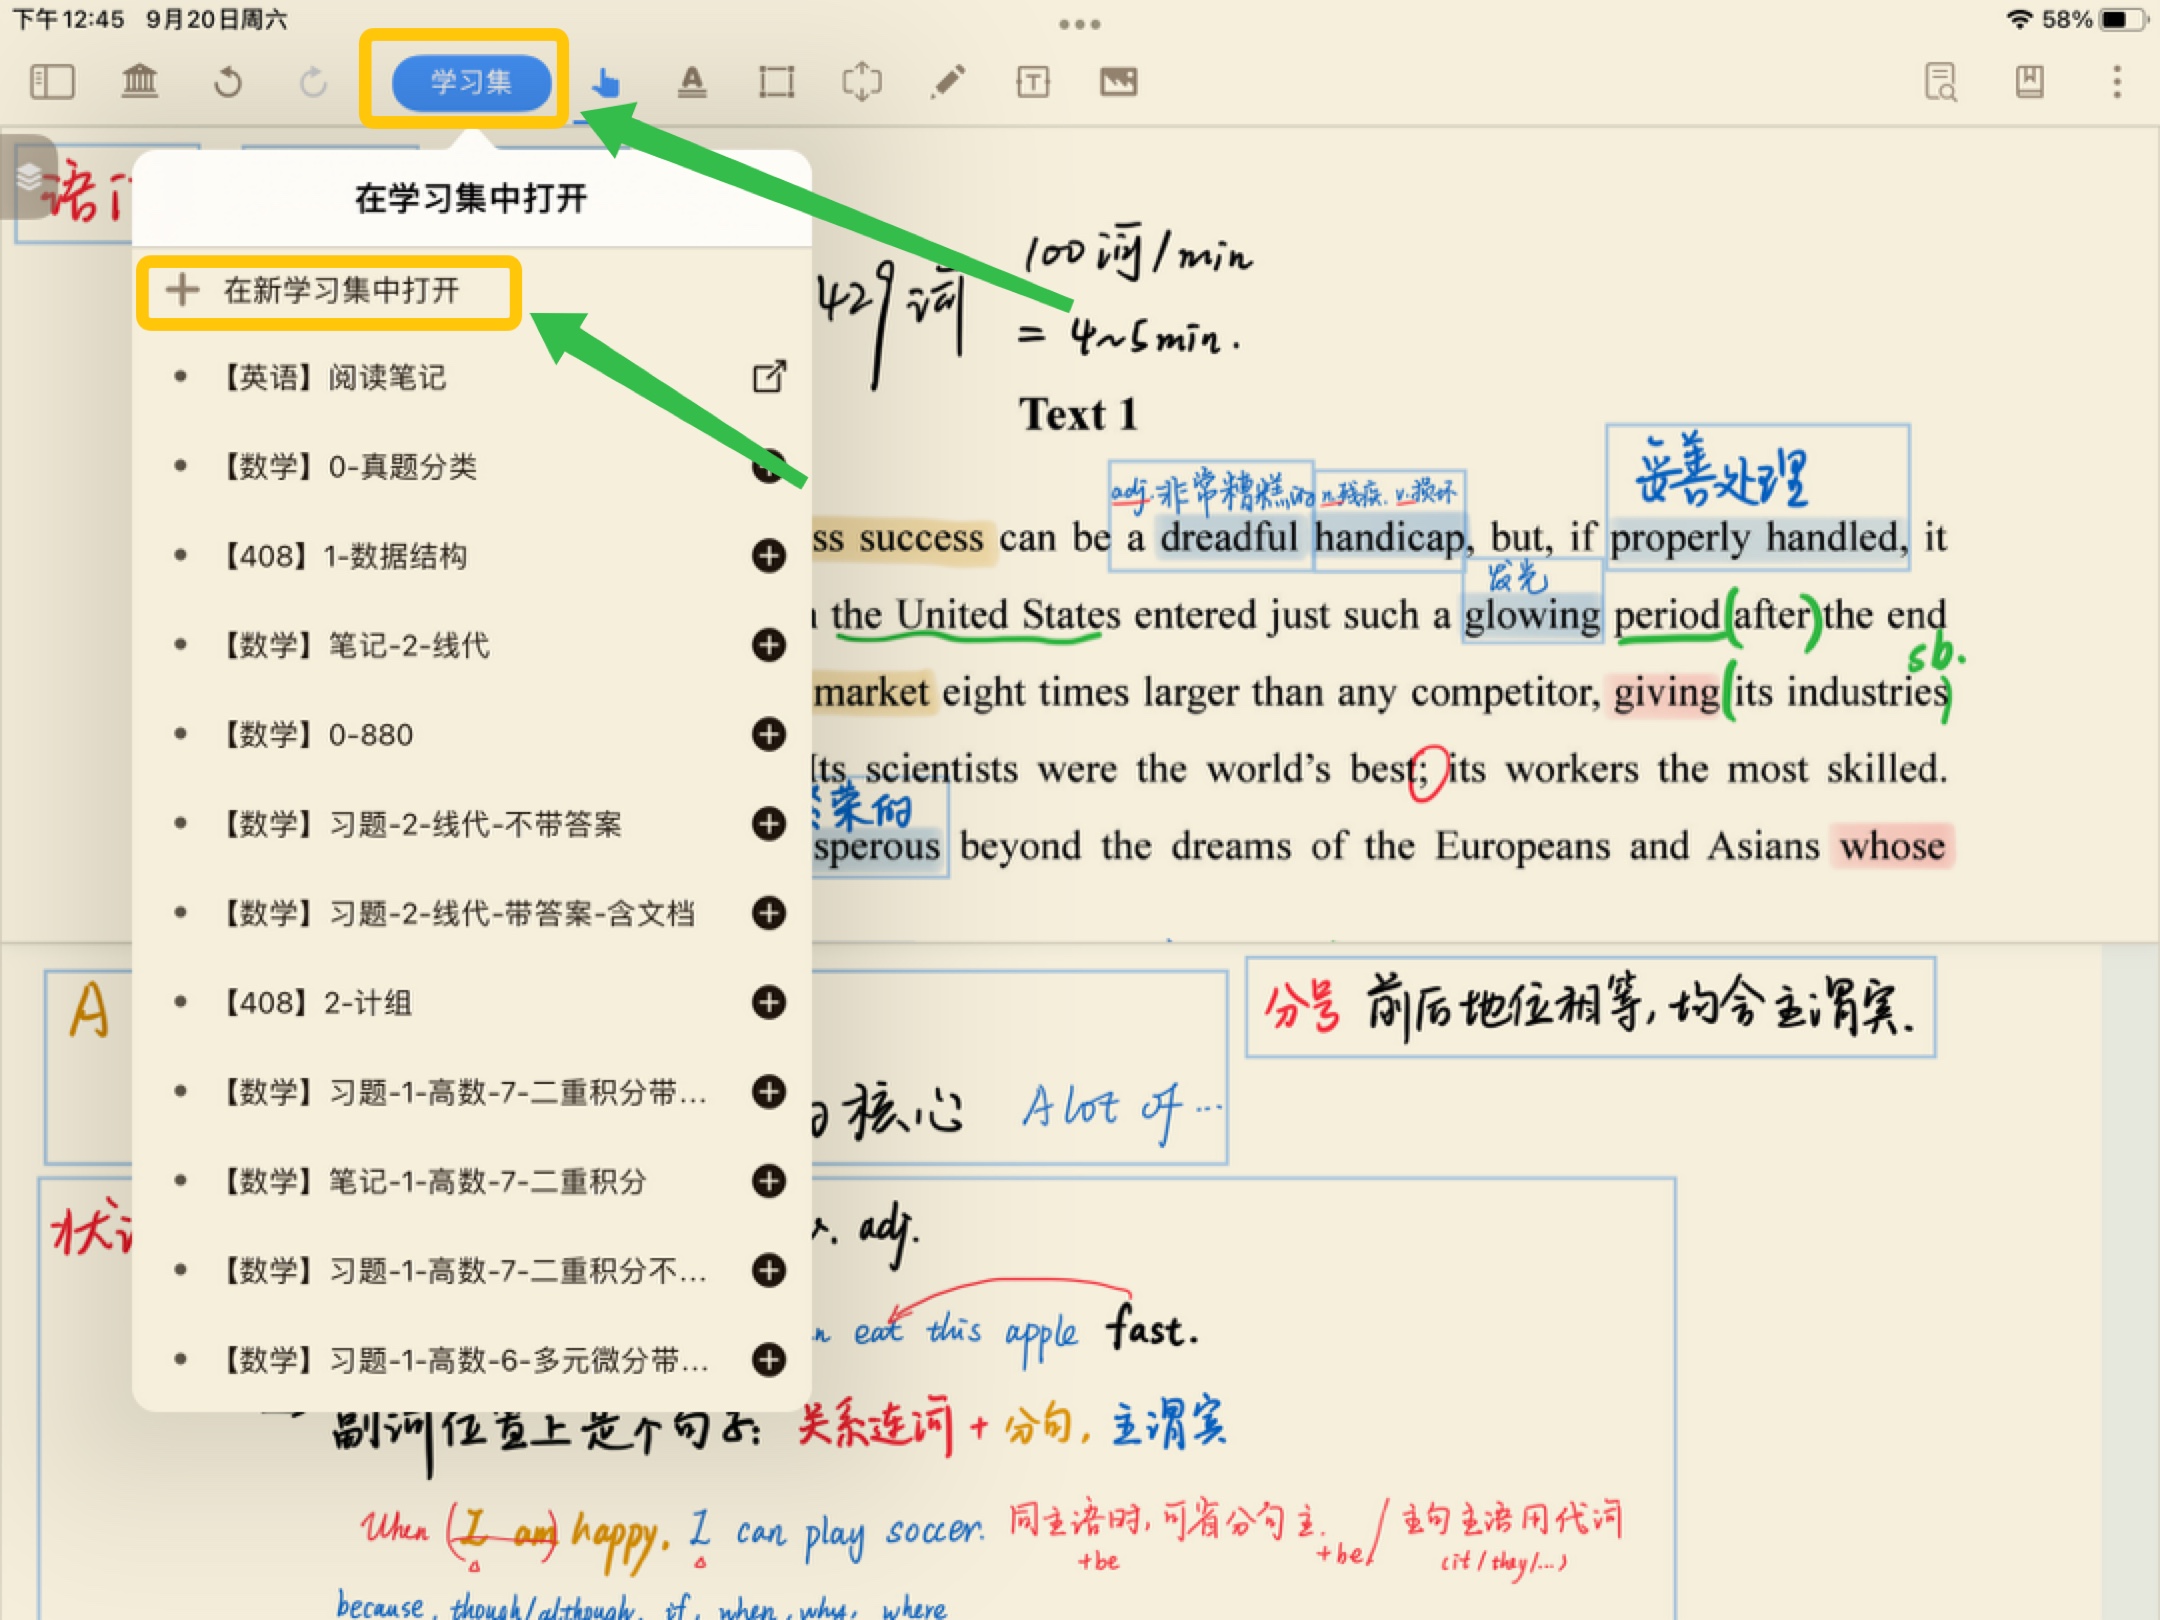 下午12:45 9月20日周六
58%
学习集
在学习集中打开
在新学习集中打开
【英语】阅读笔记
【数学】0-真题分类
【408】1-数据结构
【数学】笔记-2-线代
【数学】0-880
【数学】习题-2-线代-不带答案
【数学】习题-2-线代-带答案-含文档
【408】2-计组
【数学】习题-1-高数-7-二重积分带...
【数学】笔记-1-高数-7-二重积分
【数学】习题-1-高数-7-二重积分不...
【数学】习题-1-高数-6-多元微分带...
语
429词
100词/min
= 4~5min.
Text 1
adj.非常糟糕的 n.残疾. v.损坏
妥善处理
ss success can be a dreadful handicap, but, if properly handled, it
发光
the United States entered just such a glowing period (after) the end
sb.
market eight times larger than any competitor, giving (its industries)
Its scientists were the world's best; its workers the most skilled.
繁荣的
sperous beyond the dreams of the Europeans and Asians whose
A
分号 前后地位相等,均含主谓宾.
核心 A lot of ...
状
adj.
eat this apple fast.
副词位置上是个句子: 关系连词 + 分句, 主谓宾
When (I am) happy, I can play soccer. 同主语时,可省分句主. / 主句主语用代词
+be +be (it/they/...)
because, though/although, if, when, why, where